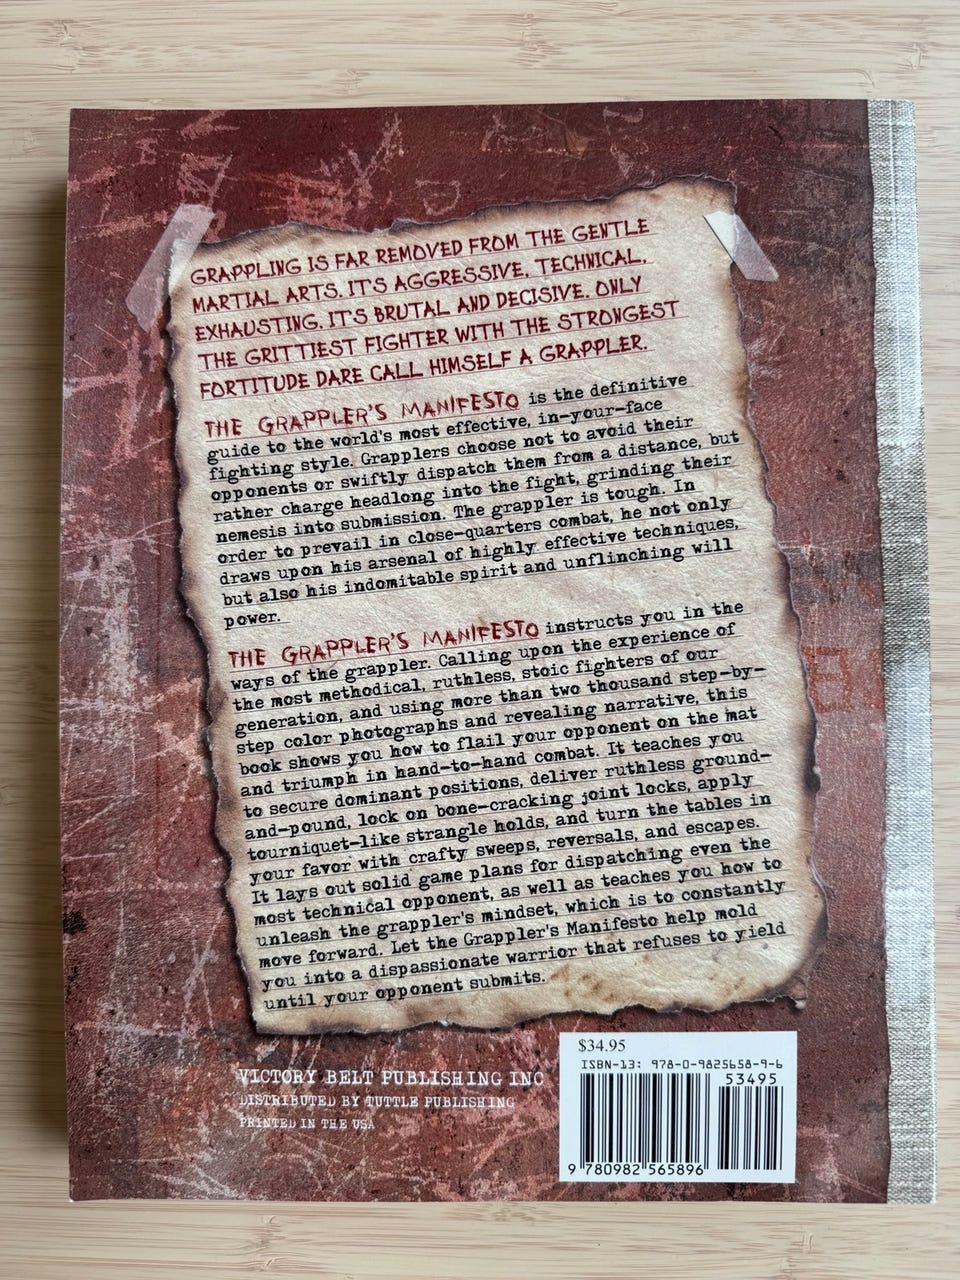 GRAPPLING IS FAR REMOVED FROM THE GENTLE
MARTIAL ARTS. IT'S AGGRESSIVE, TECHNICAL,
EXHAUSTING. IT'S BRUTAL AND DECISIVE. ONLY
THE GRITTIEST FIGHTER WITH THE STRONGEST
FORTITUDE DARE CALL HIMSELF A GRAPPLER.
THE GRAPPLER'S MANIFESTO is the definitive
guide to the world's most effective, in-your-face
fighting style. Grapplers choose not to avoid their
opponents or swiftly dispatch them from a distance, but
rather charge headlong into the fight, grinding their
nemesis into submission. The grappler is tough. In
order to prevail in close-quarters combat, he not only
draws upon his arsenal of highly effective techniques,
but also his indomitable spirit and unflinching will
power.
THE GRAPPLER'S MANIFESTO instructs you in the
ways of the grappler. Calling upon the experience of
the most methodical, ruthless, stoic fighters of our
generation, and using more than two thousand step-by-
step color photographs and revealing narrative, this
book shows you how to flail your opponent on the mat
and triumph in hand-to-hand combat. It teaches you
to secure dominant positions, deliver ruthless ground-
and-pound, lock on bone-cracking joint locks, apply
tourniquet-like strangle holds, and turn the tables in
your favor with crafty sweeps, reversals, and escapes.
It lays out solid game plans for dispatching even the
most technical opponent, as well as teaches you how to
unleash the grappler's mindset, which is to constantly
move forward. Let the Grappler's Manifesto help mold
you into a dispassionate warrior that refuses to yield
until your opponent submits.
VICTORY BELT PUBLISHING INC
DISTRIBUTED BY TUTTLE PUBLISHING
PRINTED IN THE USA
$34.95
ISBN-13: 978-0-9825658-9-6
53495
9 780982 565896